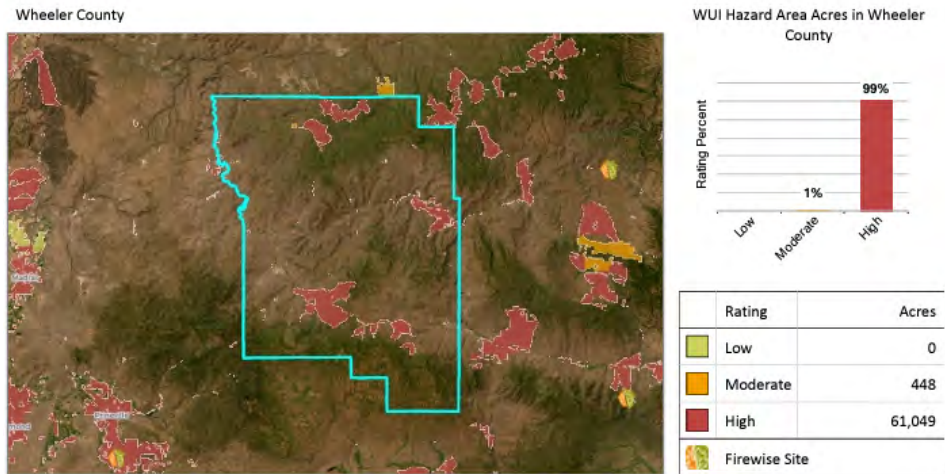 Wheeler County
WUI Hazard Area Acres in Wheeler
County
99%
1%
Rating Percent
Low
Moderate
High
Rating Acres
Low 0
Moderate 448
High 61,049
Firewise Site